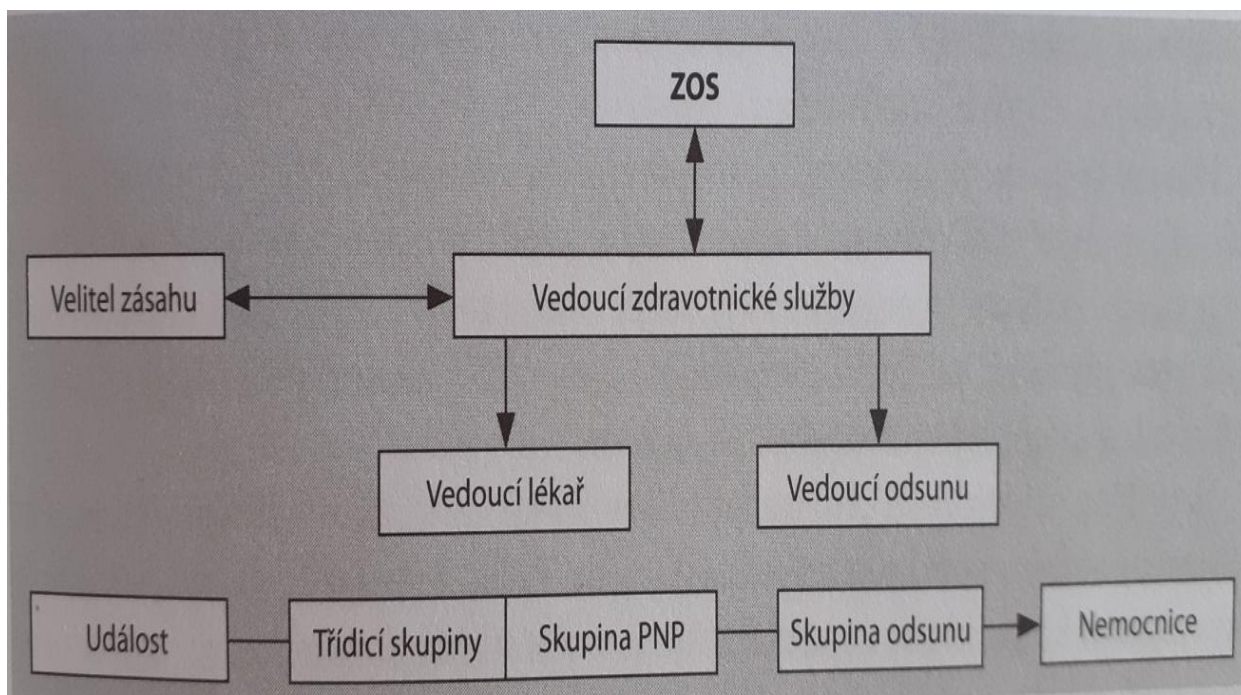 ZOS
Velitel zásahu
Vedoucí zdravotnické služby
Vedoucí lékař
Vedoucí odsunu
Událost
Třídicí skupiny
Skupina PNP
Skupina odsunu
Nemocnice